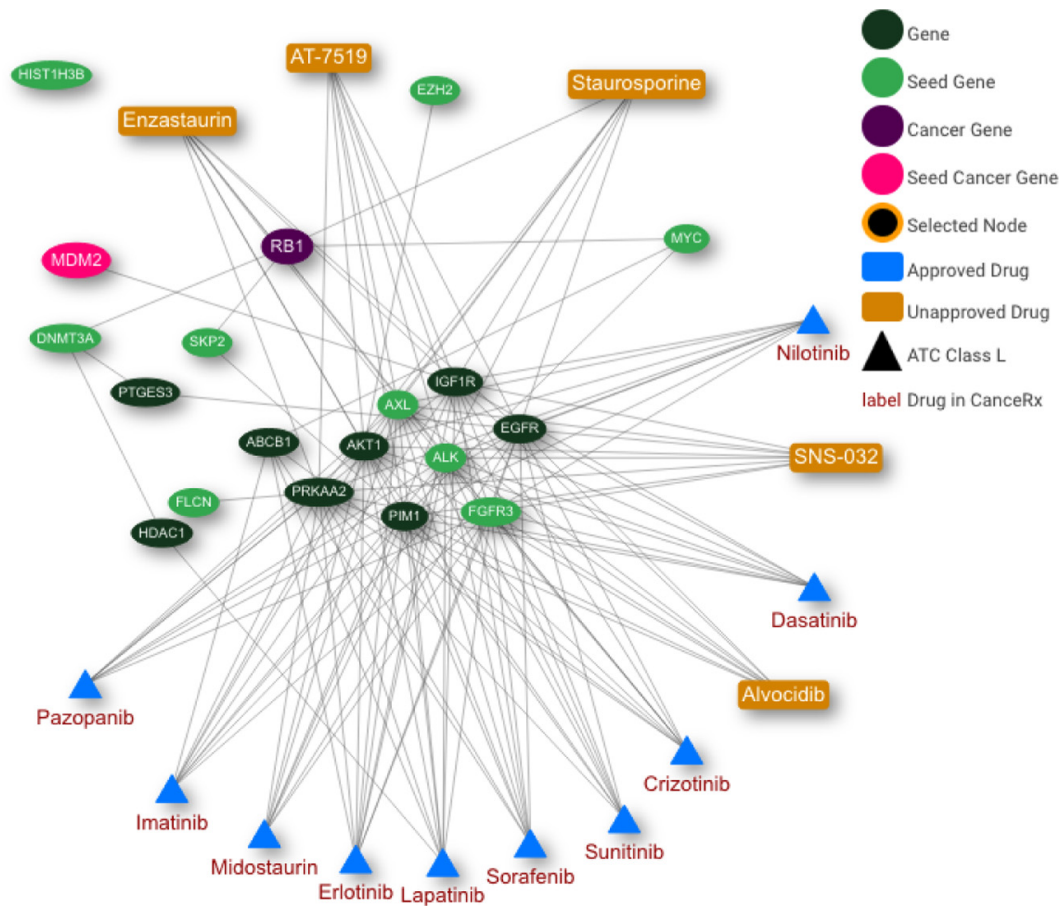 AT-7519
HIST1H3B
EZH2
Staurosporine
Enzastaurin
RB1
MYC
MDM2
DNMT3A
SKP2
Nilotinib
PTGES3
IGF1R
AXL
EGFR
ABCB1
AKT1
ALK
SNS-032
PRKAA2
FLCN
PIM1
FGFR3
HDAC1
Dasatinib
Alvocidib
Pazopanib
Crizotinib
Imatinib
Sunitinib
Midostaurin
Sorafenib
Erlotinib
Lapatinib
Gene
Seed Gene
Cancer Gene
Seed Cancer Gene
Selected Node
Approved Drug
Unapproved Drug
ATC Class L
label Drug in CanceRx